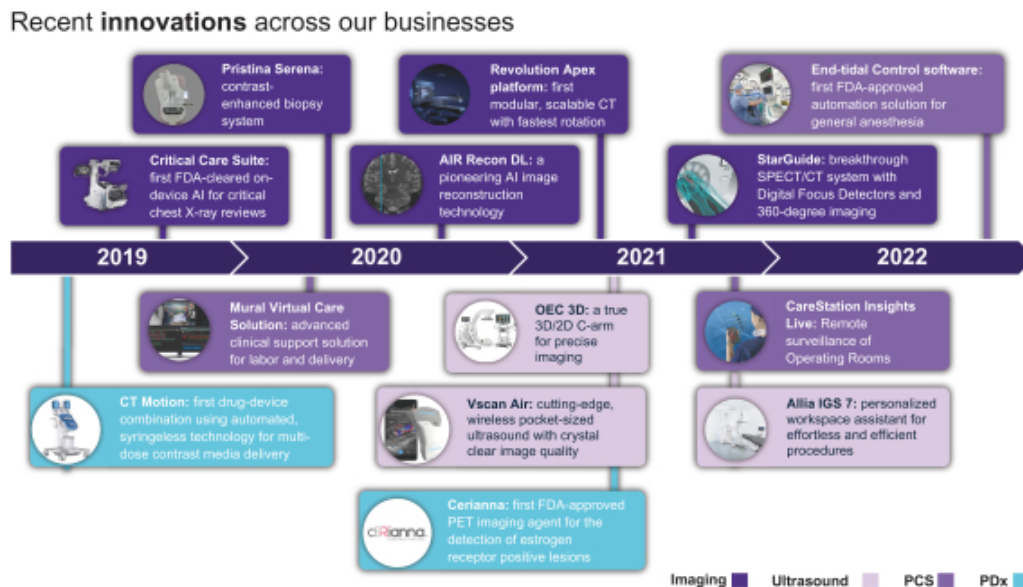 Recent innovations across our businesses
Pristina Serena:
contrast-
enhanced biopsy
system
Revolution Apex
platform: first
modular, scalable CT
with fastest rotation
End-tidal Control software:
first FDA-approved
automation solution for
general anesthesia
Critical Care Suite:
first FDA-cleared on-
device AI for critical
chest X-ray reviews
AIR Recon DL: a
pioneering AI image
reconstruction
technology
StarGuide: breakthrough
SPECT/CT system with
Digital Focus Detectors and
360-degree imaging
2019
2020
2021
2022
Mural Virtual Care
Solution: advanced
clinical support solution
for labor and delivery
OEC 3D: a true
3D/2D C-arm
for precise
imaging
CareStation Insights
Live: Remote
surveillance of
Operating Rooms
CT Motion: first drug-device
combination using automated,
syringeless technology for multi-
dose contrast media delivery
Vscan Air: cutting-edge,
wireless pocket-sized
ultrasound with crystal
clear image quality
Allia IGS 7: personalized
workspace assistant for
effortless and efficient
procedures
Cerianna: first FDA-approved
PET imaging agent for the
detection of estrogen
receptor positive lesions
Imaging
Ultrasound
PCS
PDx